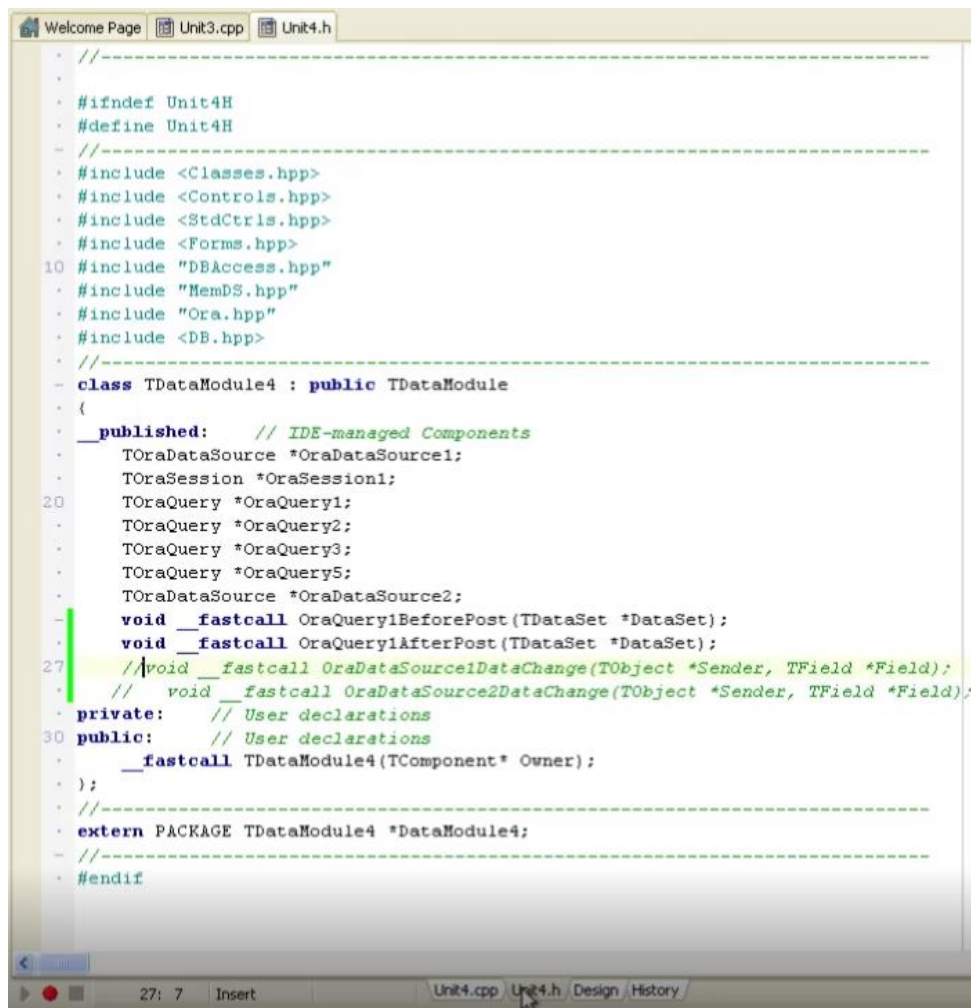 Welcome Page Unit3.cpp Unit4.h
//---------------------------------------------------------------------------
#ifndef Unit4H
#define Unit4H
//---------------------------------------------------------------------------
#include <Classes.hpp>
#include <Controls.hpp>
#include <StdCtrls.hpp>
#include <Forms.hpp>
10 #include "DBAccess.hpp"
#include "MemDS.hpp"
#include "Ora.hpp"
#include <DB.hpp>
//---------------------------------------------------------------------------
class TDataModule4 : public TDataModule
{
__published:    // IDE-managed Components
    TOraDataSource *OraDataSource1;
    TOraSession *OraSession1;
20     TOraQuery *OraQuery1;
    TOraQuery *OraQuery2;
    TOraQuery *OraQuery3;
    TOraQuery *OraQuery5;
    TOraDataSource *OraDataSource2;
    void __fastcall OraQuery1BeforePost(TDataSet *DataSet);
    void __fastcall OraQuery1AfterPost(TDataSet *DataSet);
27     //void __fastcall OraDataSource1DataChange(TObject *Sender, TField *Field);
   //   void __fastcall OraDataSource2DataChange(TObject *Sender, TField *Field);
private:    // User declarations
30 public:     // User declarations
    __fastcall TDataModule4(TComponent* Owner);
};
//---------------------------------------------------------------------------
extern PACKAGE TDataModule4 *DataModule4;
//---------------------------------------------------------------------------
#endif
27: 7 Insert Unit4.cpp Unit4.h Design History